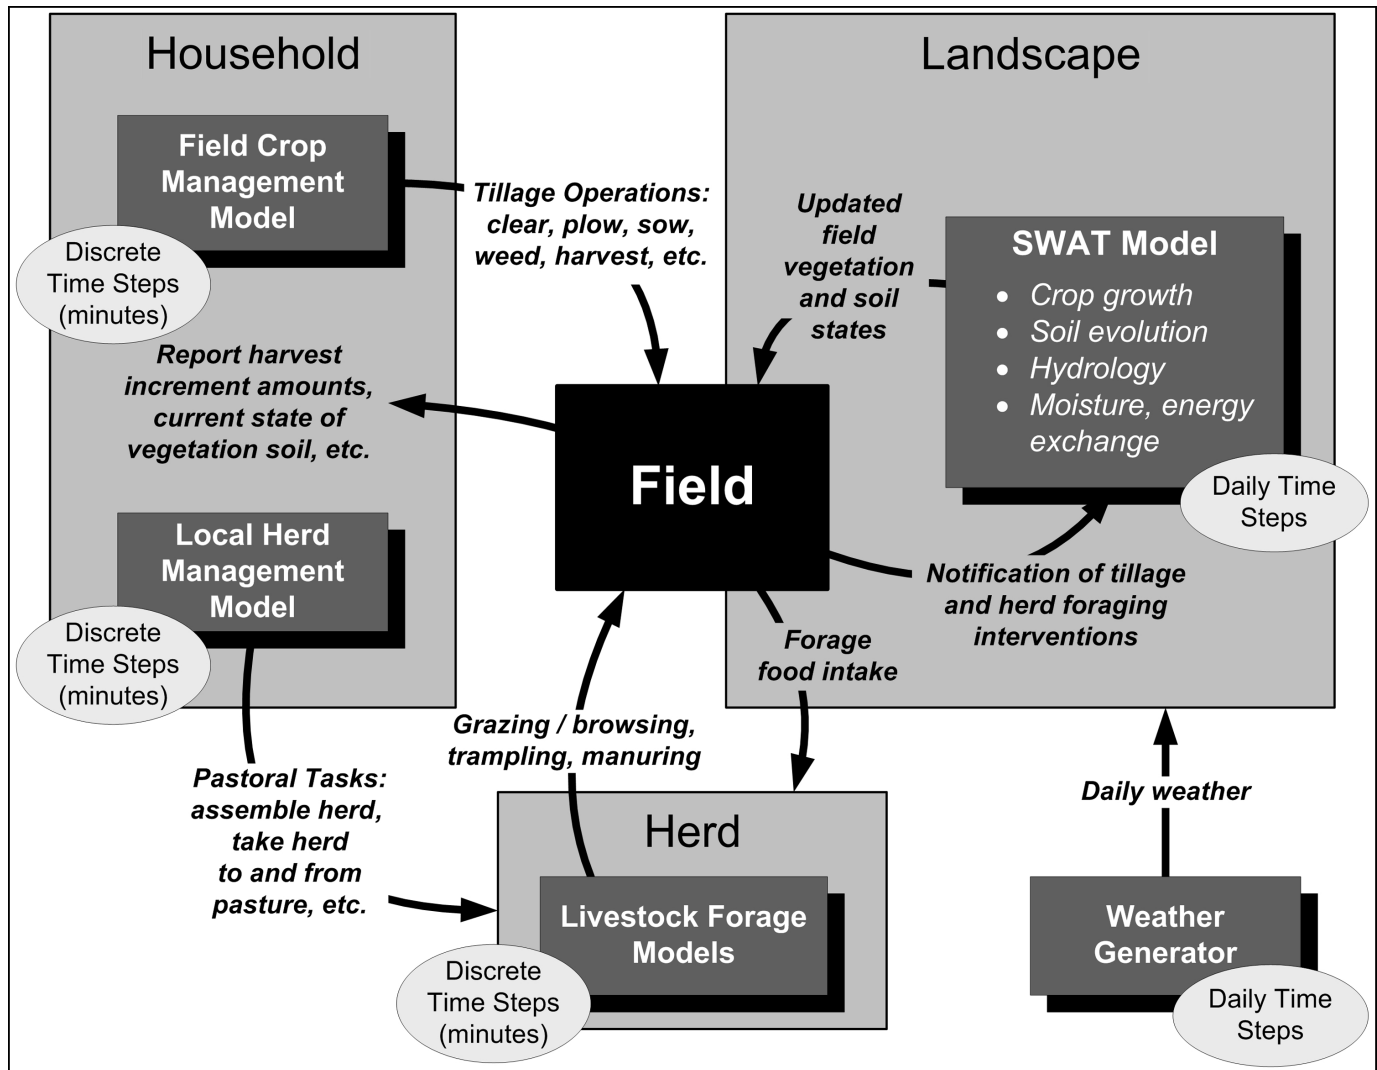 Household
Field Crop
Management
Model
Discrete
Time Steps
(minutes)
Tillage Operations:
clear, plow, sow,
weed, harvest, etc.
Report harvest
increment amounts,
current state of
vegetation soil, etc.
Local Herd
Management
Model
Discrete
Time Steps
(minutes)
Pastoral Tasks:
assemble herd,
take herd
to and from
pasture, etc.
Landscape
Updated
field
vegetation
and soil
states
SWAT Model
• Crop growth
• Soil evolution
• Hydrology
• Moisture, energy
exchange
Daily Time
Steps
Field
Notification of tillage
and herd foraging
interventions
Forage
food intake
Grazing / browsing,
trampling, manuring
Herd
Livestock Forage
Models
Discrete
Time Steps
(minutes)
Daily weather
Weather
Generator
Daily Time
Steps